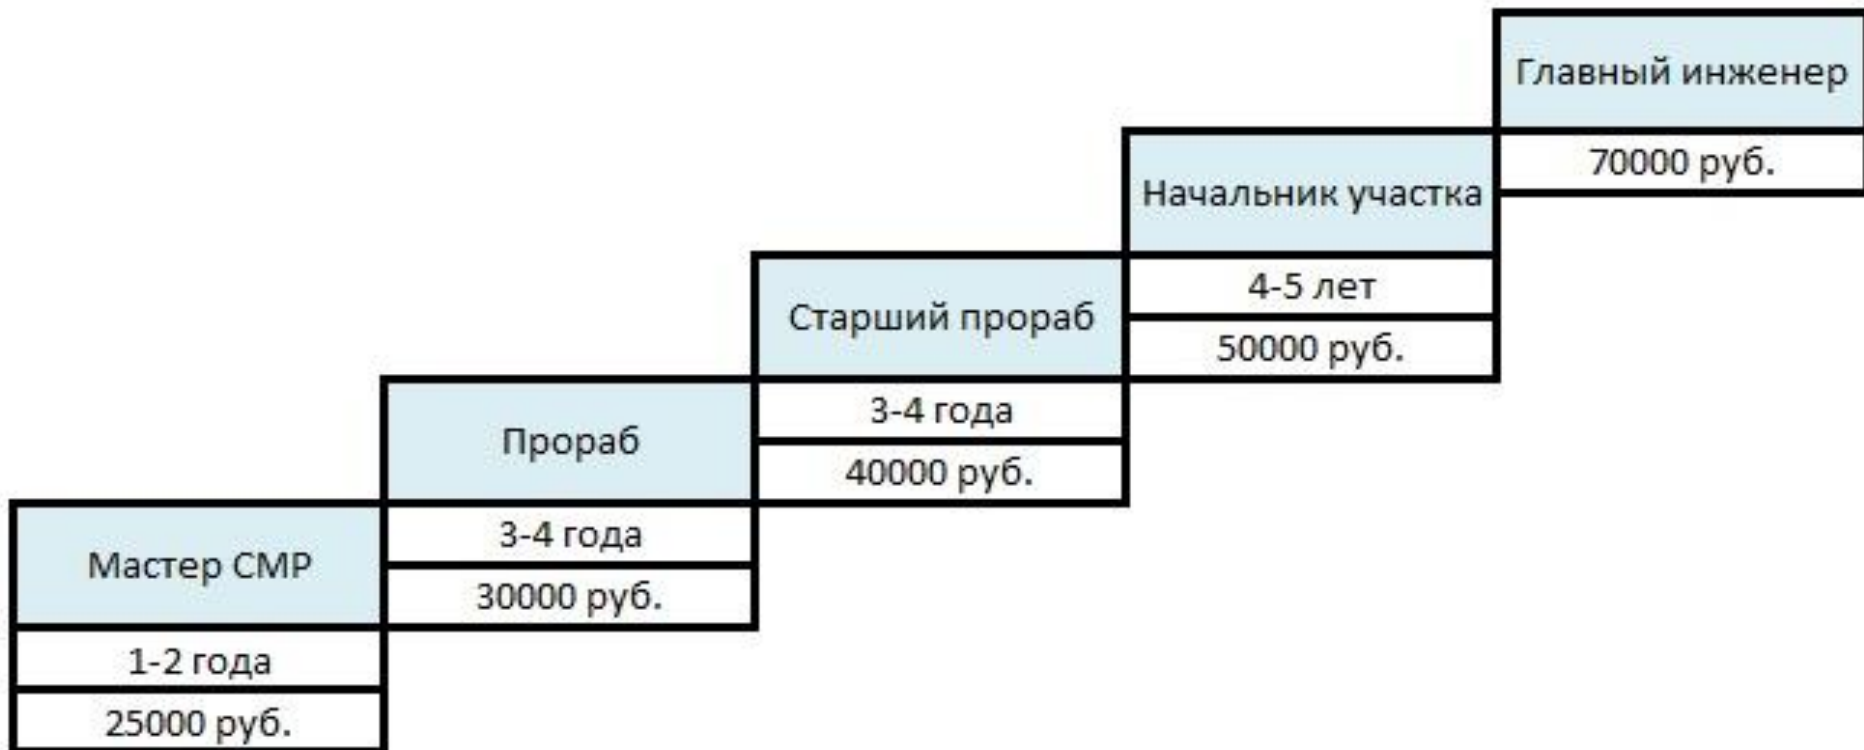 Главный инженер
70000 руб.
Начальник участка
4-5 лет
50000 руб.
Старший прораб
3-4 года
40000 руб.
Прораб
3-4 года
30000 руб.
Мастер СМР
1-2 года
25000 руб.